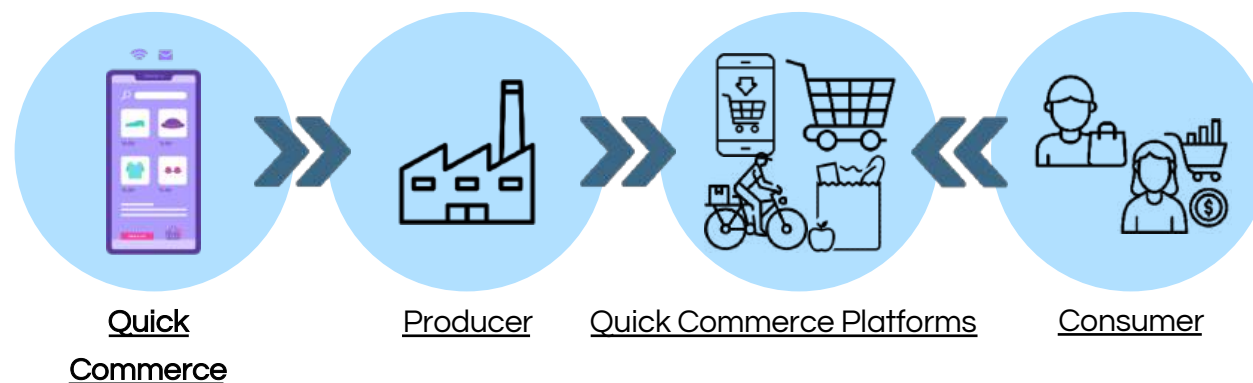 Quick
Commerce
Producer
Quick Commerce Platforms
Consumer
$